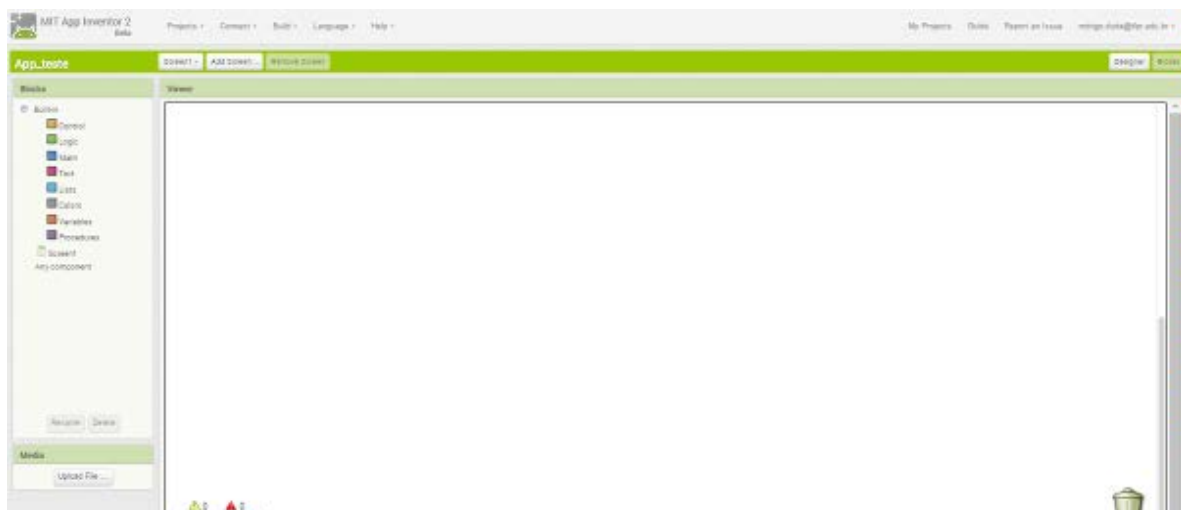 MIT App Inventor 2
Beta
Projects Connect Build Language Help
My Projects Guide Report an Issue
App_teste
Screen1 Add Screen ... Remove Screen
Designer Blocks
Blocks
Viewer
Built-in
Control
Logic
Math
Text
Lists
Colors
Variables
Procedures
Screen1
Any component
Rename Delete
Media
Upload File ...
0 0